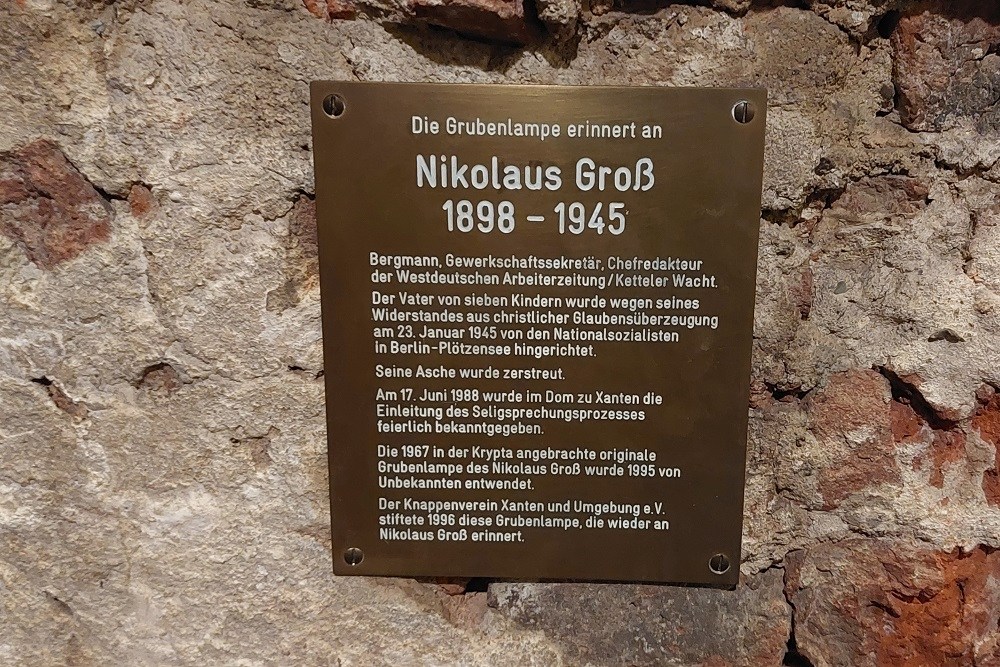 Die Grubenlampe erinnert an
Nikolaus Groß
1898 – 1945
Bergmann, Gewerkschaftssekretär, Chefredakteur
der Westdeutschen Arbeiterzeitung/Ketteler Wacht.
Der Vater von sieben Kindern wurde wegen seines
Widerstandes aus christlicher Glaubensüberzeugung
am 23. Januar 1945 von den Nationalsozialisten
in Berlin-Plötzensee hingerichtet.
Seine Asche wurde zerstreut.
Am 17. Juni 1988 wurde im Dom zu Xanten die
Einleitung des Seligsprechungsprozesses
feierlich bekanntgegeben.
Die 1967 in der Krypta angebrachte originale
Grubenlampe des Nikolaus Groß wurde 1995 von
Unbekannten entwendet.
Der Knappenverein Xanten und Umgebung e.V.
stiftete 1996 diese Grubenlampe, die wieder an
Nikolaus Groß erinnert.